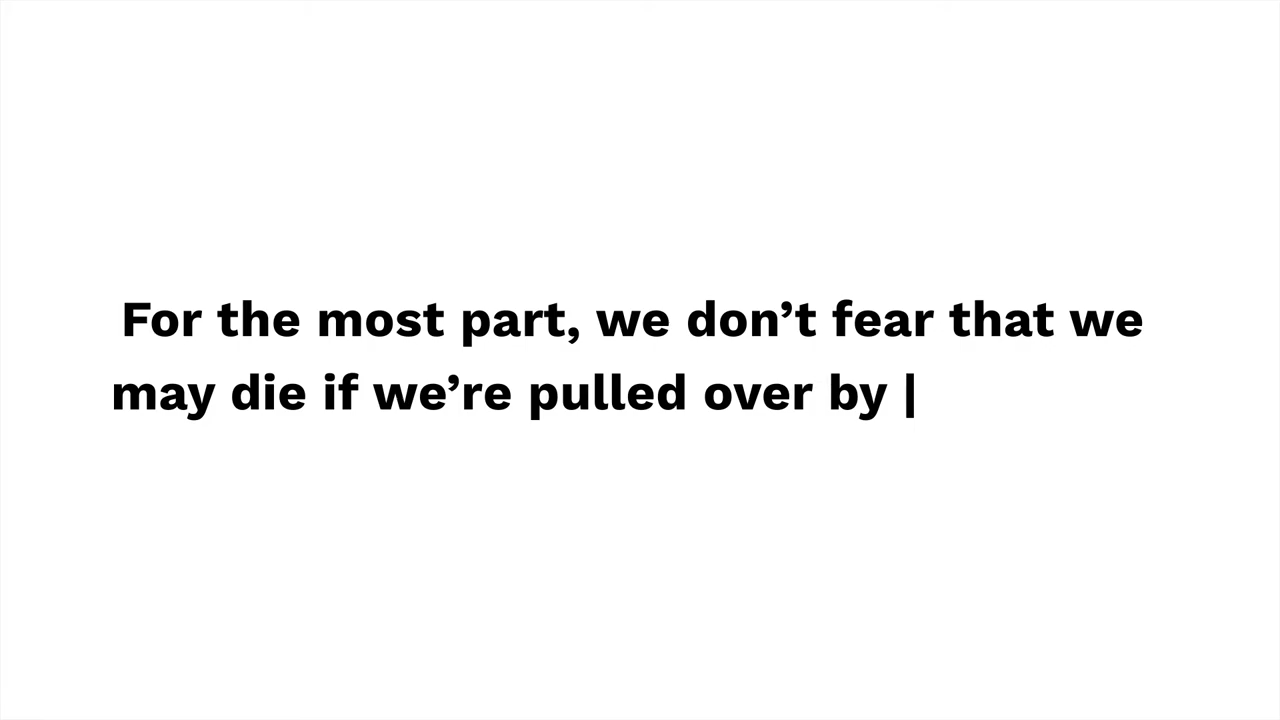 For the most part, we don’t fear that we
may die if we’re pulled over by |